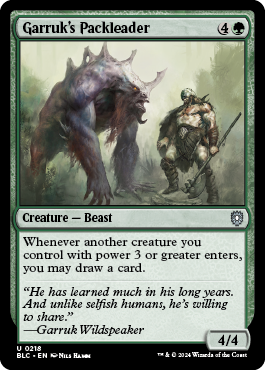 Garruk's Packleader 4
Creature — Beast
Whenever another creature you
control with power 3 or greater enters,
you may draw a card.
"He has learned much in his long years.
And unlike selfish humans, he's willing
to share."
—Garruk Wildspeaker
4/4
U 0218
BLC • EN Nils Hamm
™ & © 2024 Wizards of the Coast